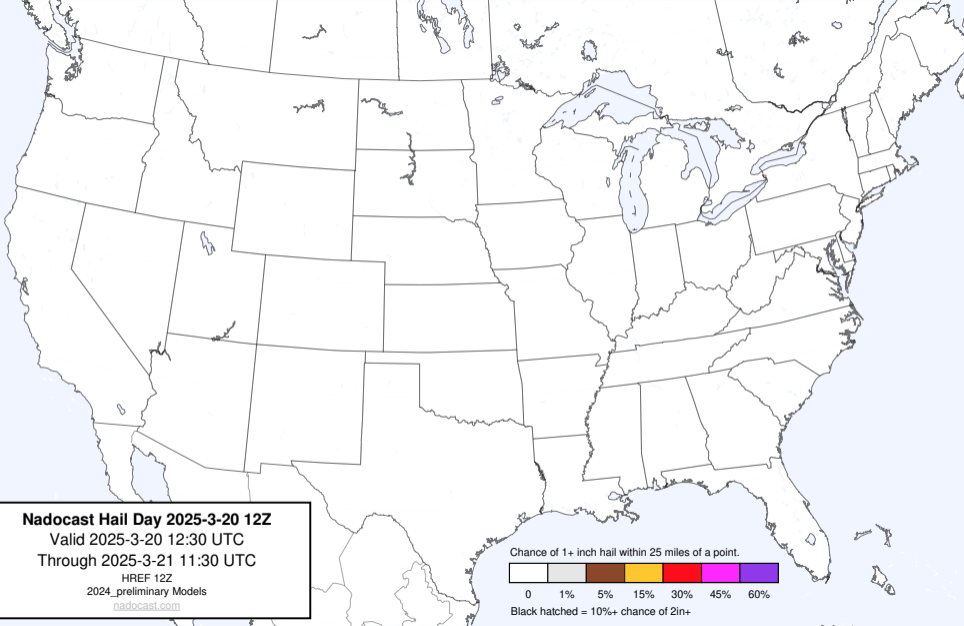 Nadocast Hail Day 2025-3-20 12Z
Valid 2025-3-20 12:30 UTC
Through 2025-3-21 11:30 UTC
HREF 12Z
2024_preliminary Models
nadocast.com
Chance of 1+ inch hail within 25 miles of a point.
0 1% 5% 15% 30% 45% 60%
Black hatched = 10%+ chance of 2in+